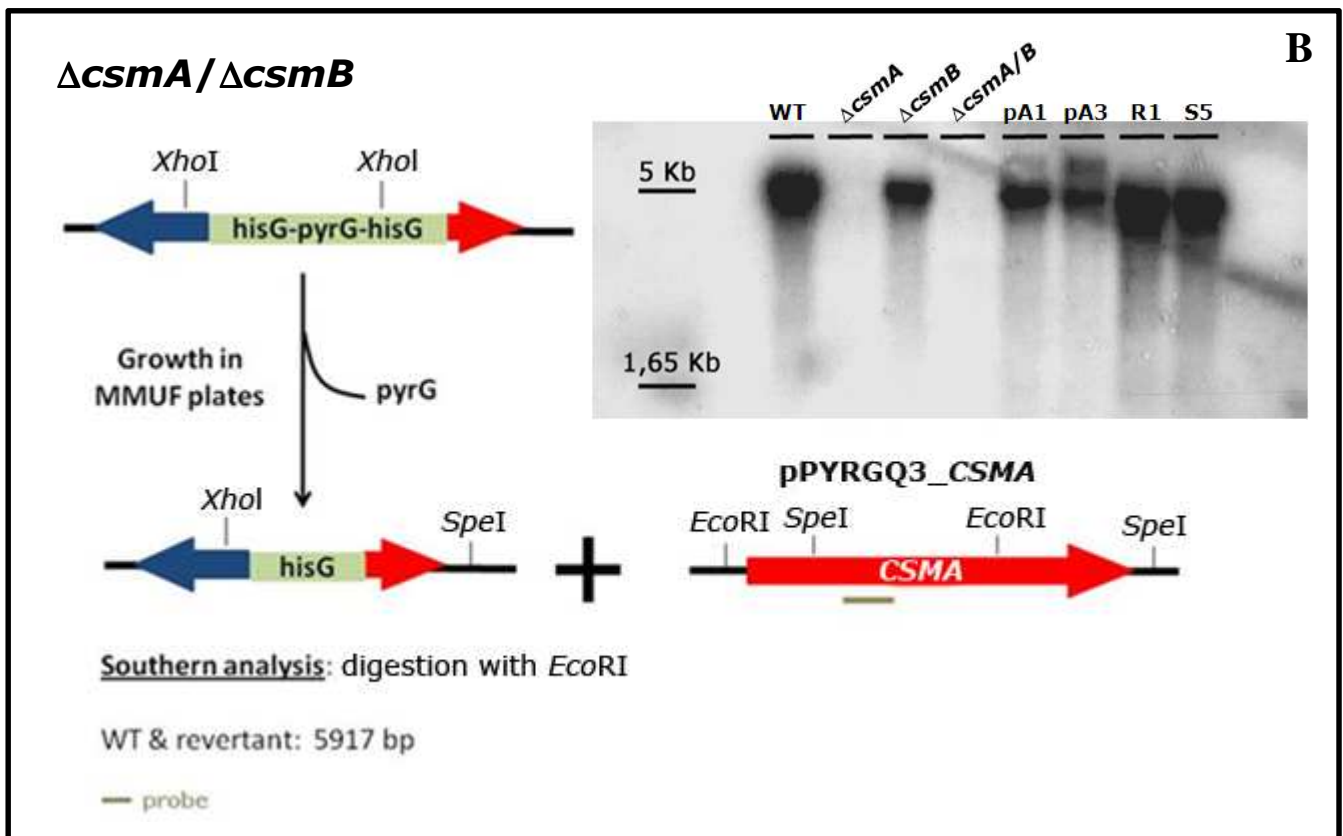 B
ΔcsmA/ΔcsmB
WT ΔcsmA ΔcsmB ΔcsmA/B pA1 pA3 R1 S5
5 Kb
1,65 Kb
XhoI XhoI
hisG-pyrG-hisG
Growth in
MMUF plates
pyrG
XhoI SpeI
hisG
+
pPYRGQ3_CSMA
EcoRI SpeI EcoRI SpeI
CSMA
Southern analysis: digestion with EcoRI
WT & revertant: 5917 bp
probe